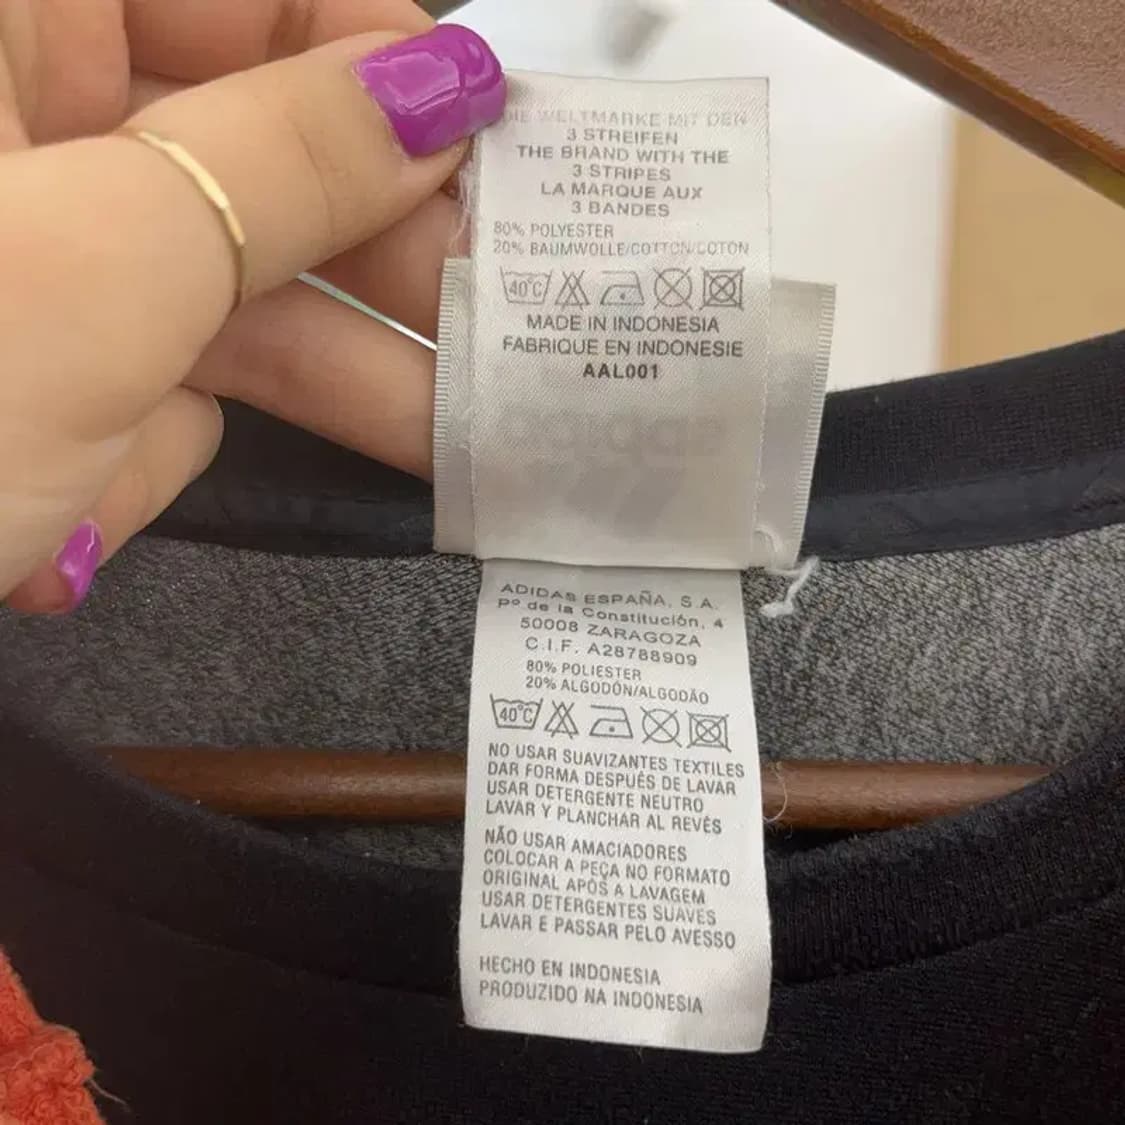 DIE WELTMARKE MIT DEN
3 STREIFEN
THE BRAND WITH THE
3 STRIPES
LA MARQUE AUX
3 BANDES
80% POLYESTER
20% BAUMWOLLE/COTTON/COTON
40°C
MADE IN INDONESIA
FABRIQUE EN INDONESIE
AAL001
adidas
ADIDAS ESPAÑA, S.A.
pº de la Constitución, 4
50008 ZARAGOZA
C.I.F. A28788909
80% POLIESTER
20% ALGODÓN/ALGODÃO
40°C
NO USAR SUAVIZANTES TEXTILES
DAR FORMA DESPUÉS DE LAVAR
USAR DETERGENTE NEUTRO
LAVAR Y PLANCHAR AL REVÉS
NÃO USAR AMACIADORES
COLOCAR A PEÇA NO FORMATO
ORIGINAL APÓS A LAVAGEM
USAR DETERGENTES SUAVES
LAVAR E PASSAR PELO AVESSO
HECHO EN INDONESIA
PRODUZIDO NA INDONESIA